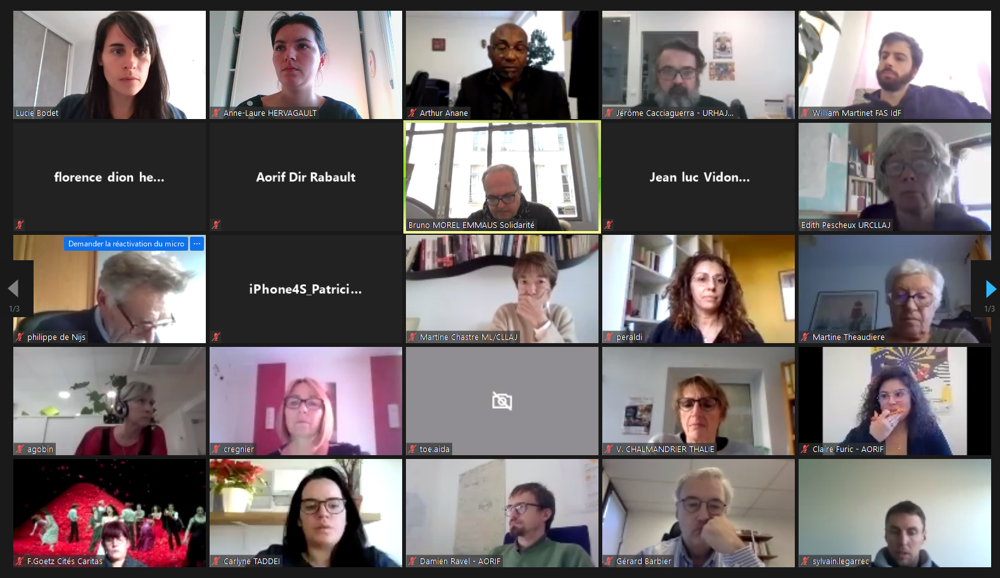 Lucie Bodet
Anne-Laure HERVAGAULT
Arthur Anane
Jérôme Cacciaguerra - URHAJ...
William Martinet FAS IdF
florence dion he...
Aorif Dir Rabault
Bruno MOREL EMMAUS Solidarité
Jean luc Vidon...
Edith Pescheux URCLLAJ
Demander la réactivation du micro
...
philippe de Nijs
iPhone4S_Patrici...
Martine Chastre ML/CLLAJ
peraldi
Martine Theaudiere
1/3
1/3
agobin
cregnier
toe.aida
V. CHALMANDRIER THALIE
Claire Furic - AORIF
F.Goetz Cités Caritas
Carlyne TADDEI
Damien Ravel - AORIF
Gérard Barbier
sylvain.legarrec